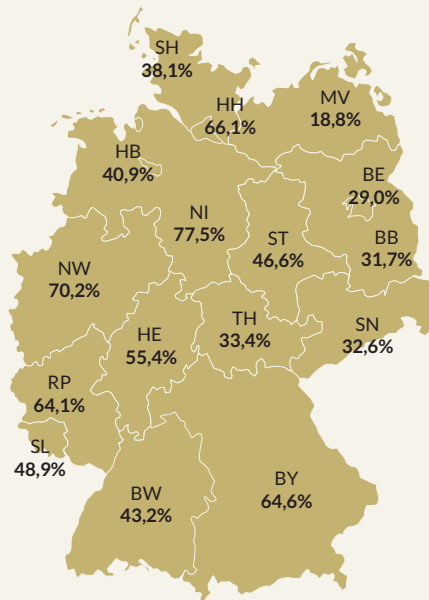 SH
38,1%
HH
66,1%
MV
18,8%
HB
40,9%
BE
29,0%
NI
77,5%
ST
46,6%
BB
31,7%
NW
70,2%
HE
55,4%
TH
33,4%
SN
32,6%
RP
64,1%
SL
48,9%
BW
43,2%
BY
64,6%